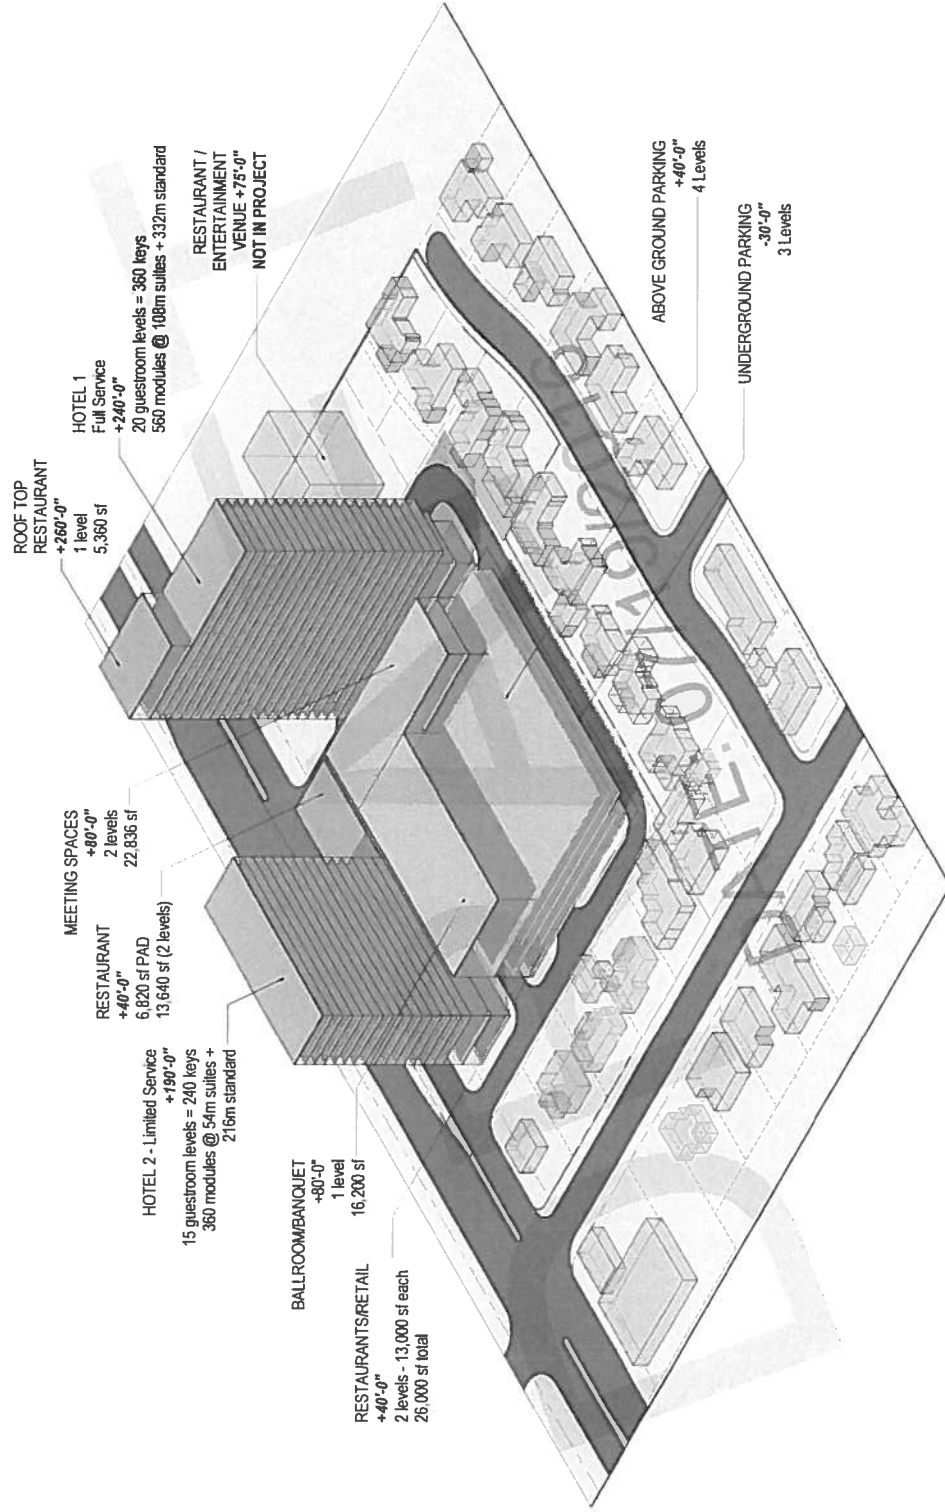 ROOF TOP
RESTAURANT
+260'-0"
1 level
5,360 sf
HOTEL 1
Full Service
+240'-0"
20 guestroom levels = 360 keys
560 modules @ 108m suites + 332m standard
RESTAURANT /
ENTERTAINMENT
VENUE +75'-0"
NOT IN PROJECT
MEETING SPACES
+80'-0"
2 levels
22,836 sf
RESTAURANT
+40'-0"
6,820 sf PAD
13,640 sf (2 levels)
HOTEL 2 - Limited Service
+190'-0"
15 guestroom levels = 240 keys
360 modules @ 54m suites +
216m standard
BALLROOM/BANQUET
+80'-0"
1 level
16,200 sf
RESTAURANTS/RETAIL
+40'-0"
2 levels - 13,000 sf each
26,000 sf total
ABOVE GROUND PARKING
+40'-0"
4 Levels
UNDERGROUND PARKING
-30'-0"
3 Levels